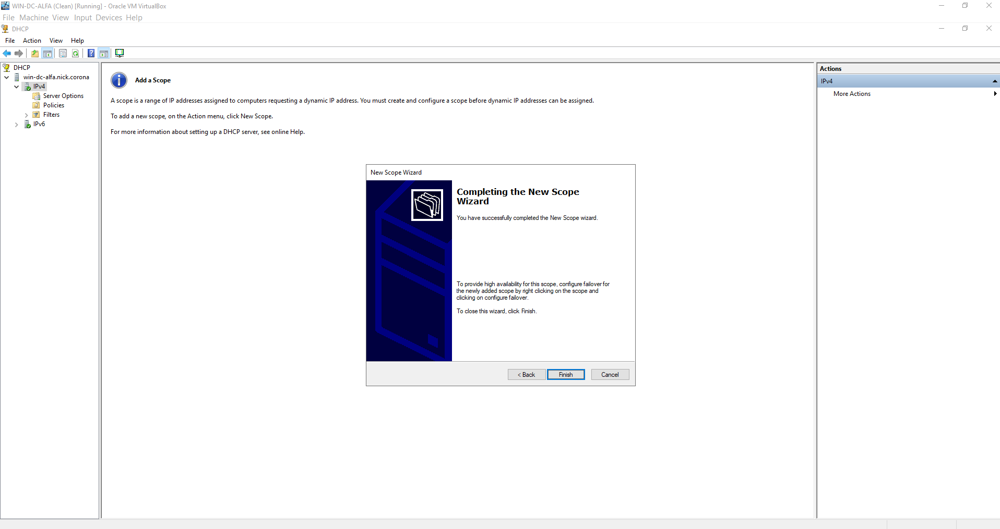 WIN-DC-ALFA (Clean) [Running] - Oracle VM VirtualBox
File Machine View Input Devices Help
DHCP
File Action View Help
DHCP
win-dc-alfa.nick.corona
IPv4
Server Options
Policies
Filters
IPv6
Add a Scope
A scope is a range of IP addresses assigned to computers requesting a dynamic IP address. You must create and configure a scope before dynamic IP addresses can be assigned.
To add a new scope, on the Action menu, click New Scope.
For more information about setting up a DHCP server, see online Help.
New Scope Wizard
Completing the New Scope
Wizard
You have successfully completed the New Scope wizard.
To provide high availability for this scope, configure failover for
the newly added scope by right clicking on the scope and
clicking on configure failover.
To close this wizard, click Finish.
< Back
Finish
Cancel
Actions
IPv4
More Actions